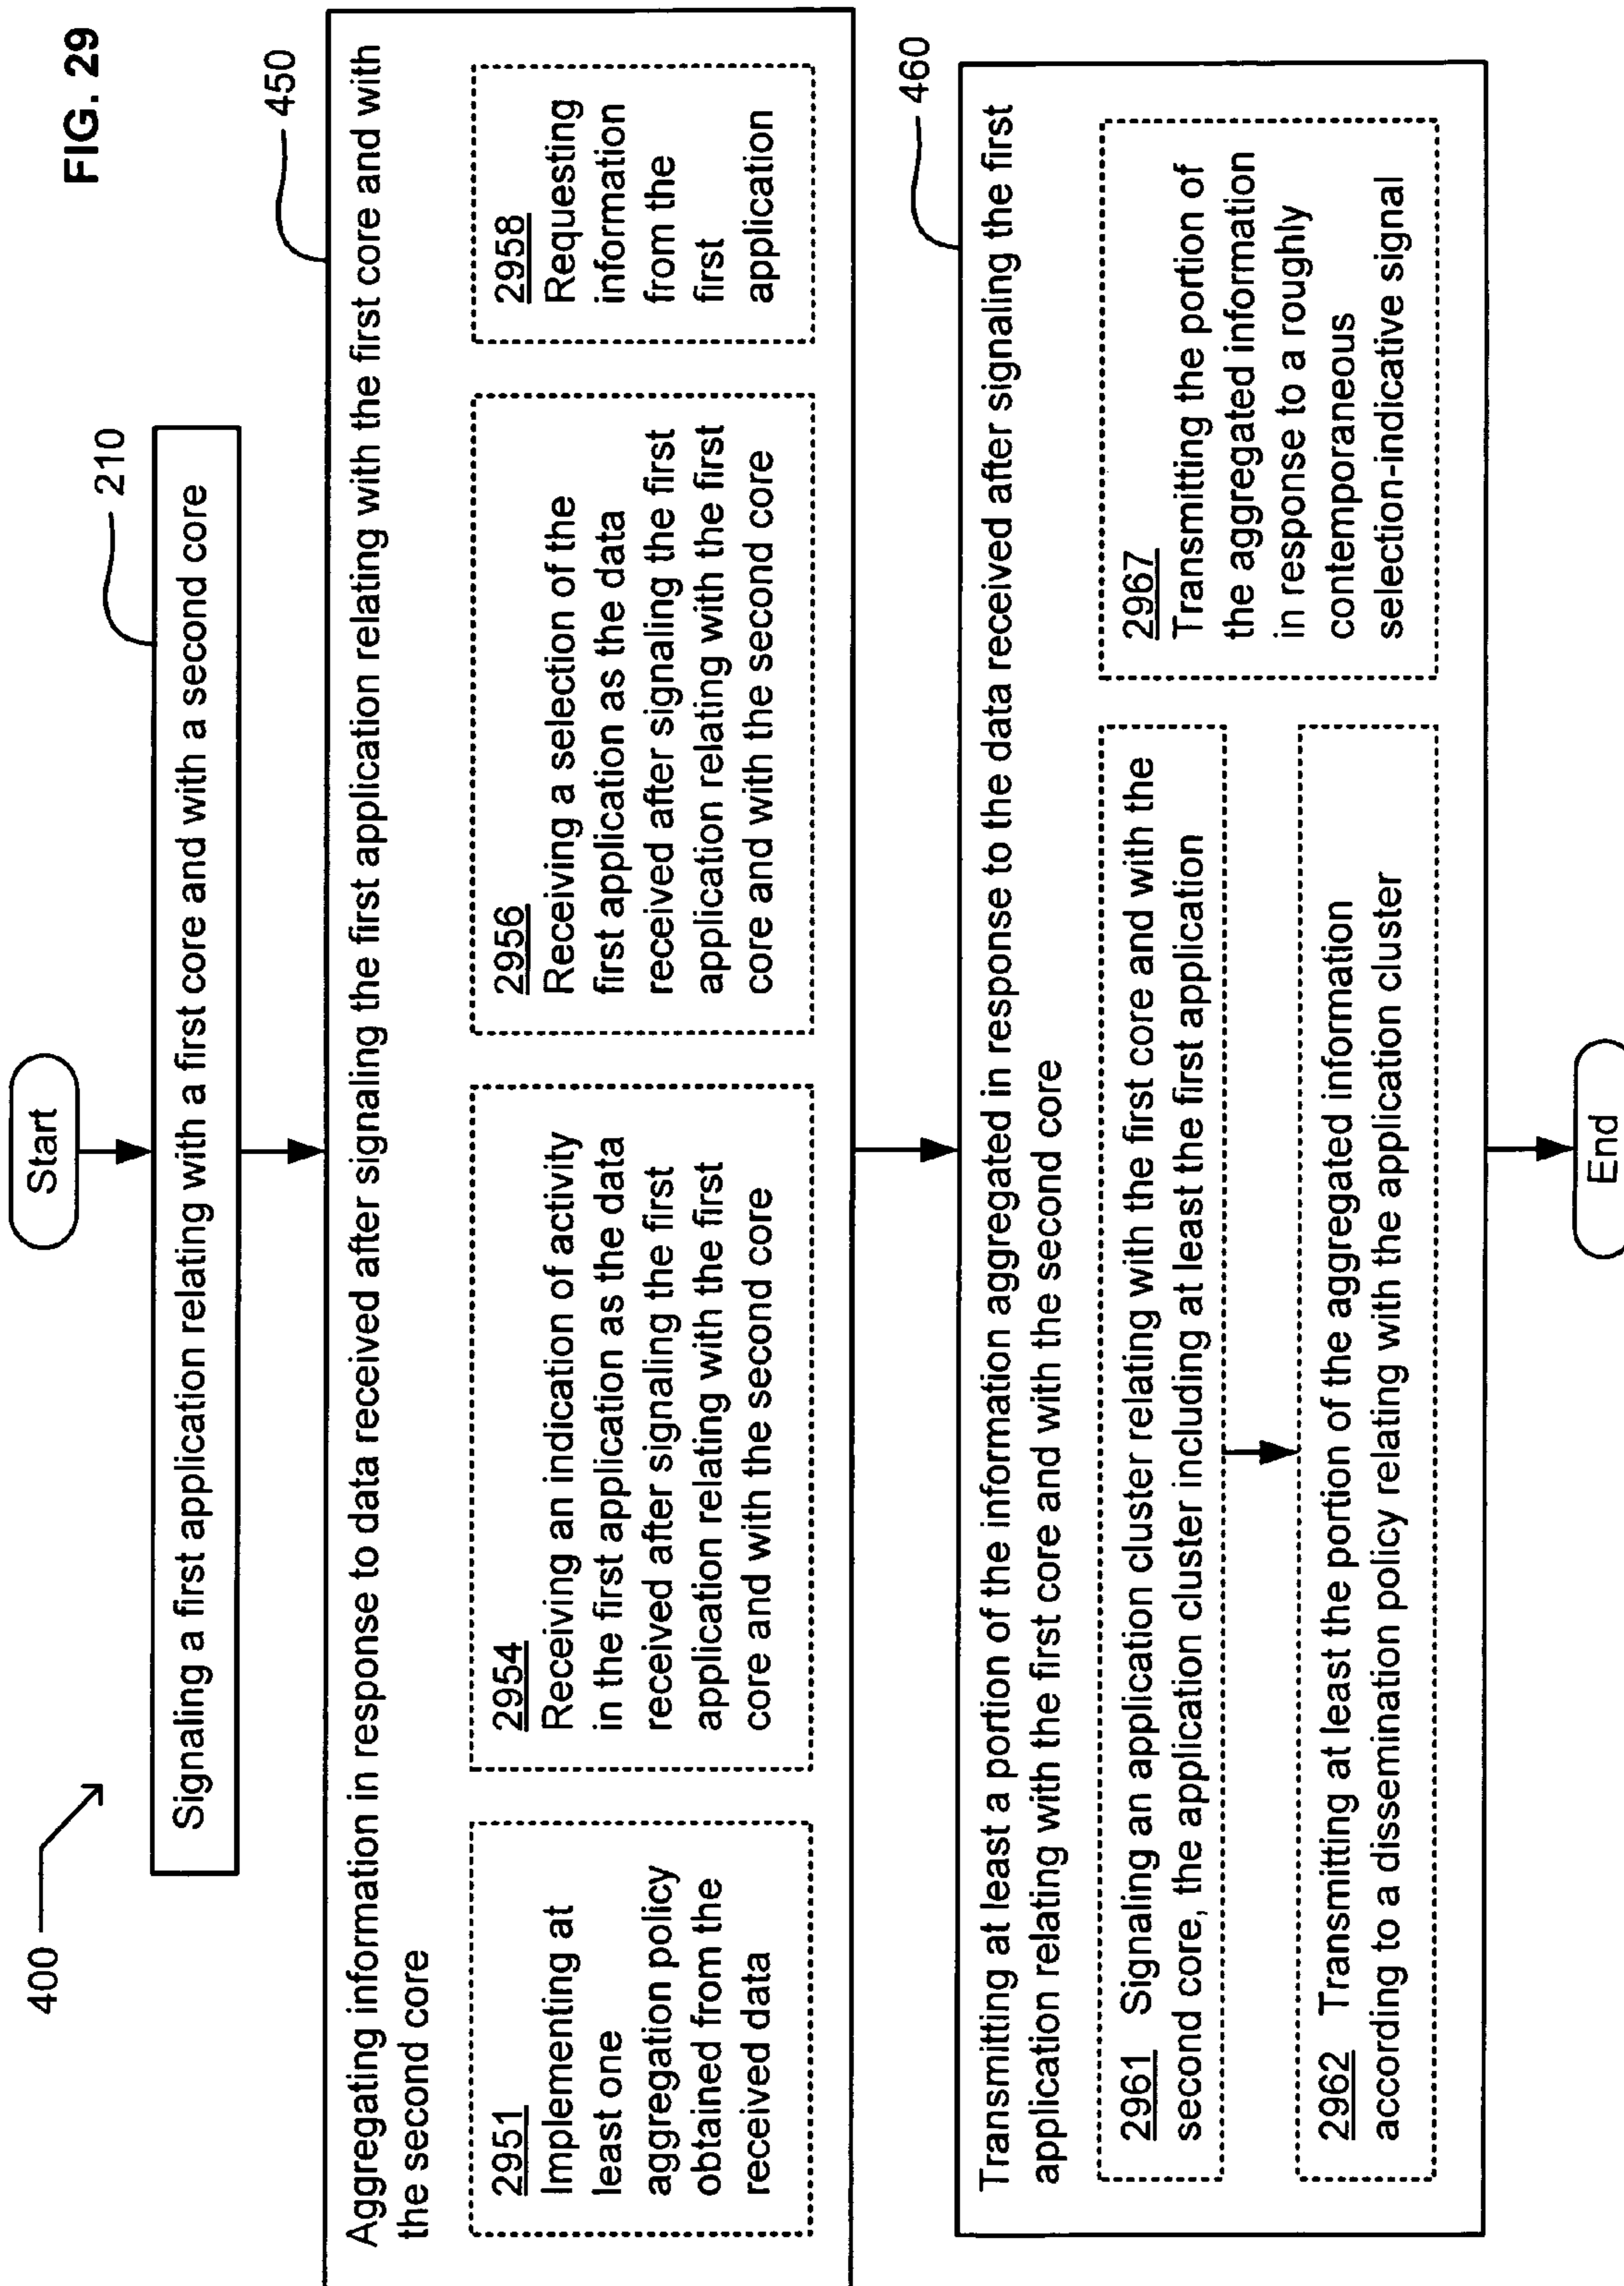 FIG. 29
400
Start
210
Signaling a first application relating with a first core and with a second core
450
Aggregating information in response to data received after signaling the first application relating with the first core and with
the second core
2951
Implementing at
least one
aggregation policy
obtained from the
received data
2954
Receiving an indication of activity
in the first application as the data
received after signaling the first
application relating with the first
core and with the second core
2956
Receiving a selection of the
first application as the data
received after signaling the first
application relating with the first
core and with the second core
2958
Requesting
information
from the
first
application
460
Transmitting at least a portion of the information aggregated in response to the data received after signaling the first
application relating with the first core and with the second core
2961 Signaling an application cluster relating with the first core and with the
second core, the application cluster including at least the first application
2962 Transmitting at least the portion of the aggregated information
according to a dissemination policy relating with the application cluster
2967
Transmitting the portion of
the aggregated information
in response to a roughly
contemporaneous
selection-indicative signal
End